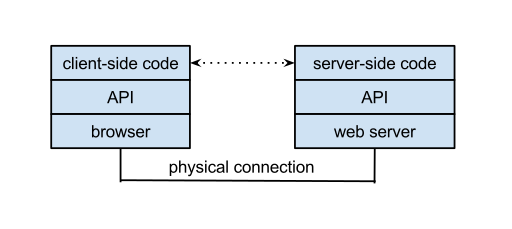 client-side code
API
browser
server-side code
API
web server
physical connection